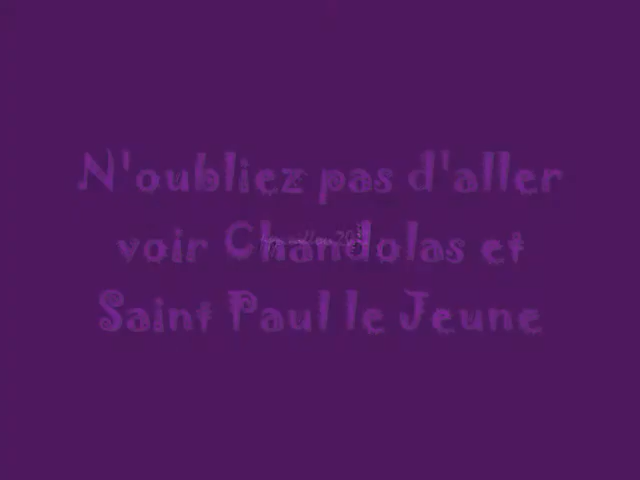 N'oubliez pas d'aller
voir Chandolas et
Saint Paul le Jeune